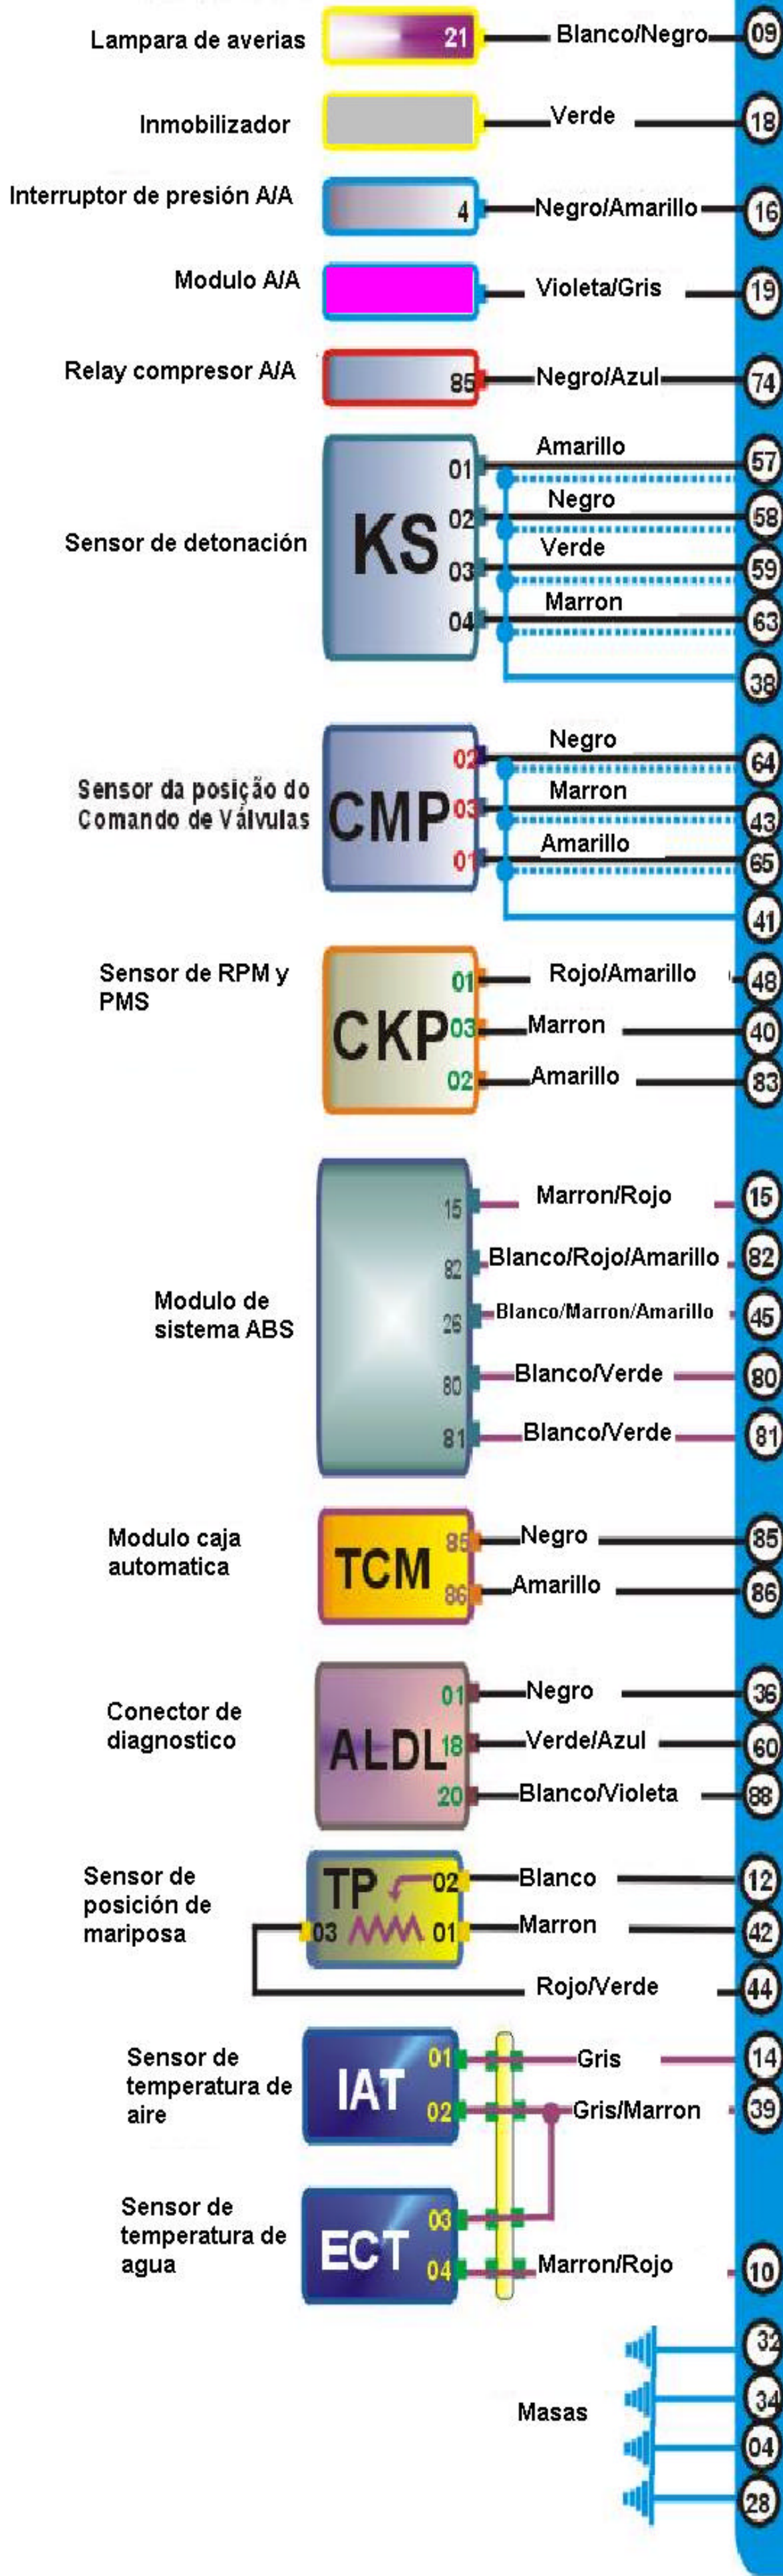 Lampara de averias 21 Blanco/Negro 09
Inmobilizador Verde 18
Interruptor de presión A/A 4 Negro/Amarillo 16
Modulo A/A Violeta/Gris 19
Relay compresor A/A 85 Negro/Azul 74
Sensor de detonación
KS
01 Amarillo 57
02 Negro 58
03 Verde 59
04 Marron 63
38
Sensor da posição do
Comando de Válvulas
CMP
02 Negro 64
03 Marron 43
01 Amarillo 65
41
Sensor de RPM y
PMS
CKP
01 Rojo/Amarillo 48
03 Marron 40
02 Amarillo 83
Modulo de
sistema ABS
15 Marron/Rojo 15
82 Blanco/Rojo/Amarillo 82
26 Blanco/Marron/Amarillo 45
80 Blanco/Verde 80
81 Blanco/Verde 81
Modulo caja
automatica
TCM
85 Negro 85
86 Amarillo 86
Conector de
diagnostico
ALDL
01 Negro 36
18 Verde/Azul 60
20 Blanco/Violeta 88
Sensor de
posición de
mariposa
TP
02 Blanco 12
03 01 Marron 42
Rojo/Verde 44
Sensor de
temperatura de
aire
IAT
01 Gris 14
02 Gris/Marron 39
Sensor de
temperatura de
agua
ECT
03
04 Marron/Rojo 10
Masas
32
34
04
28